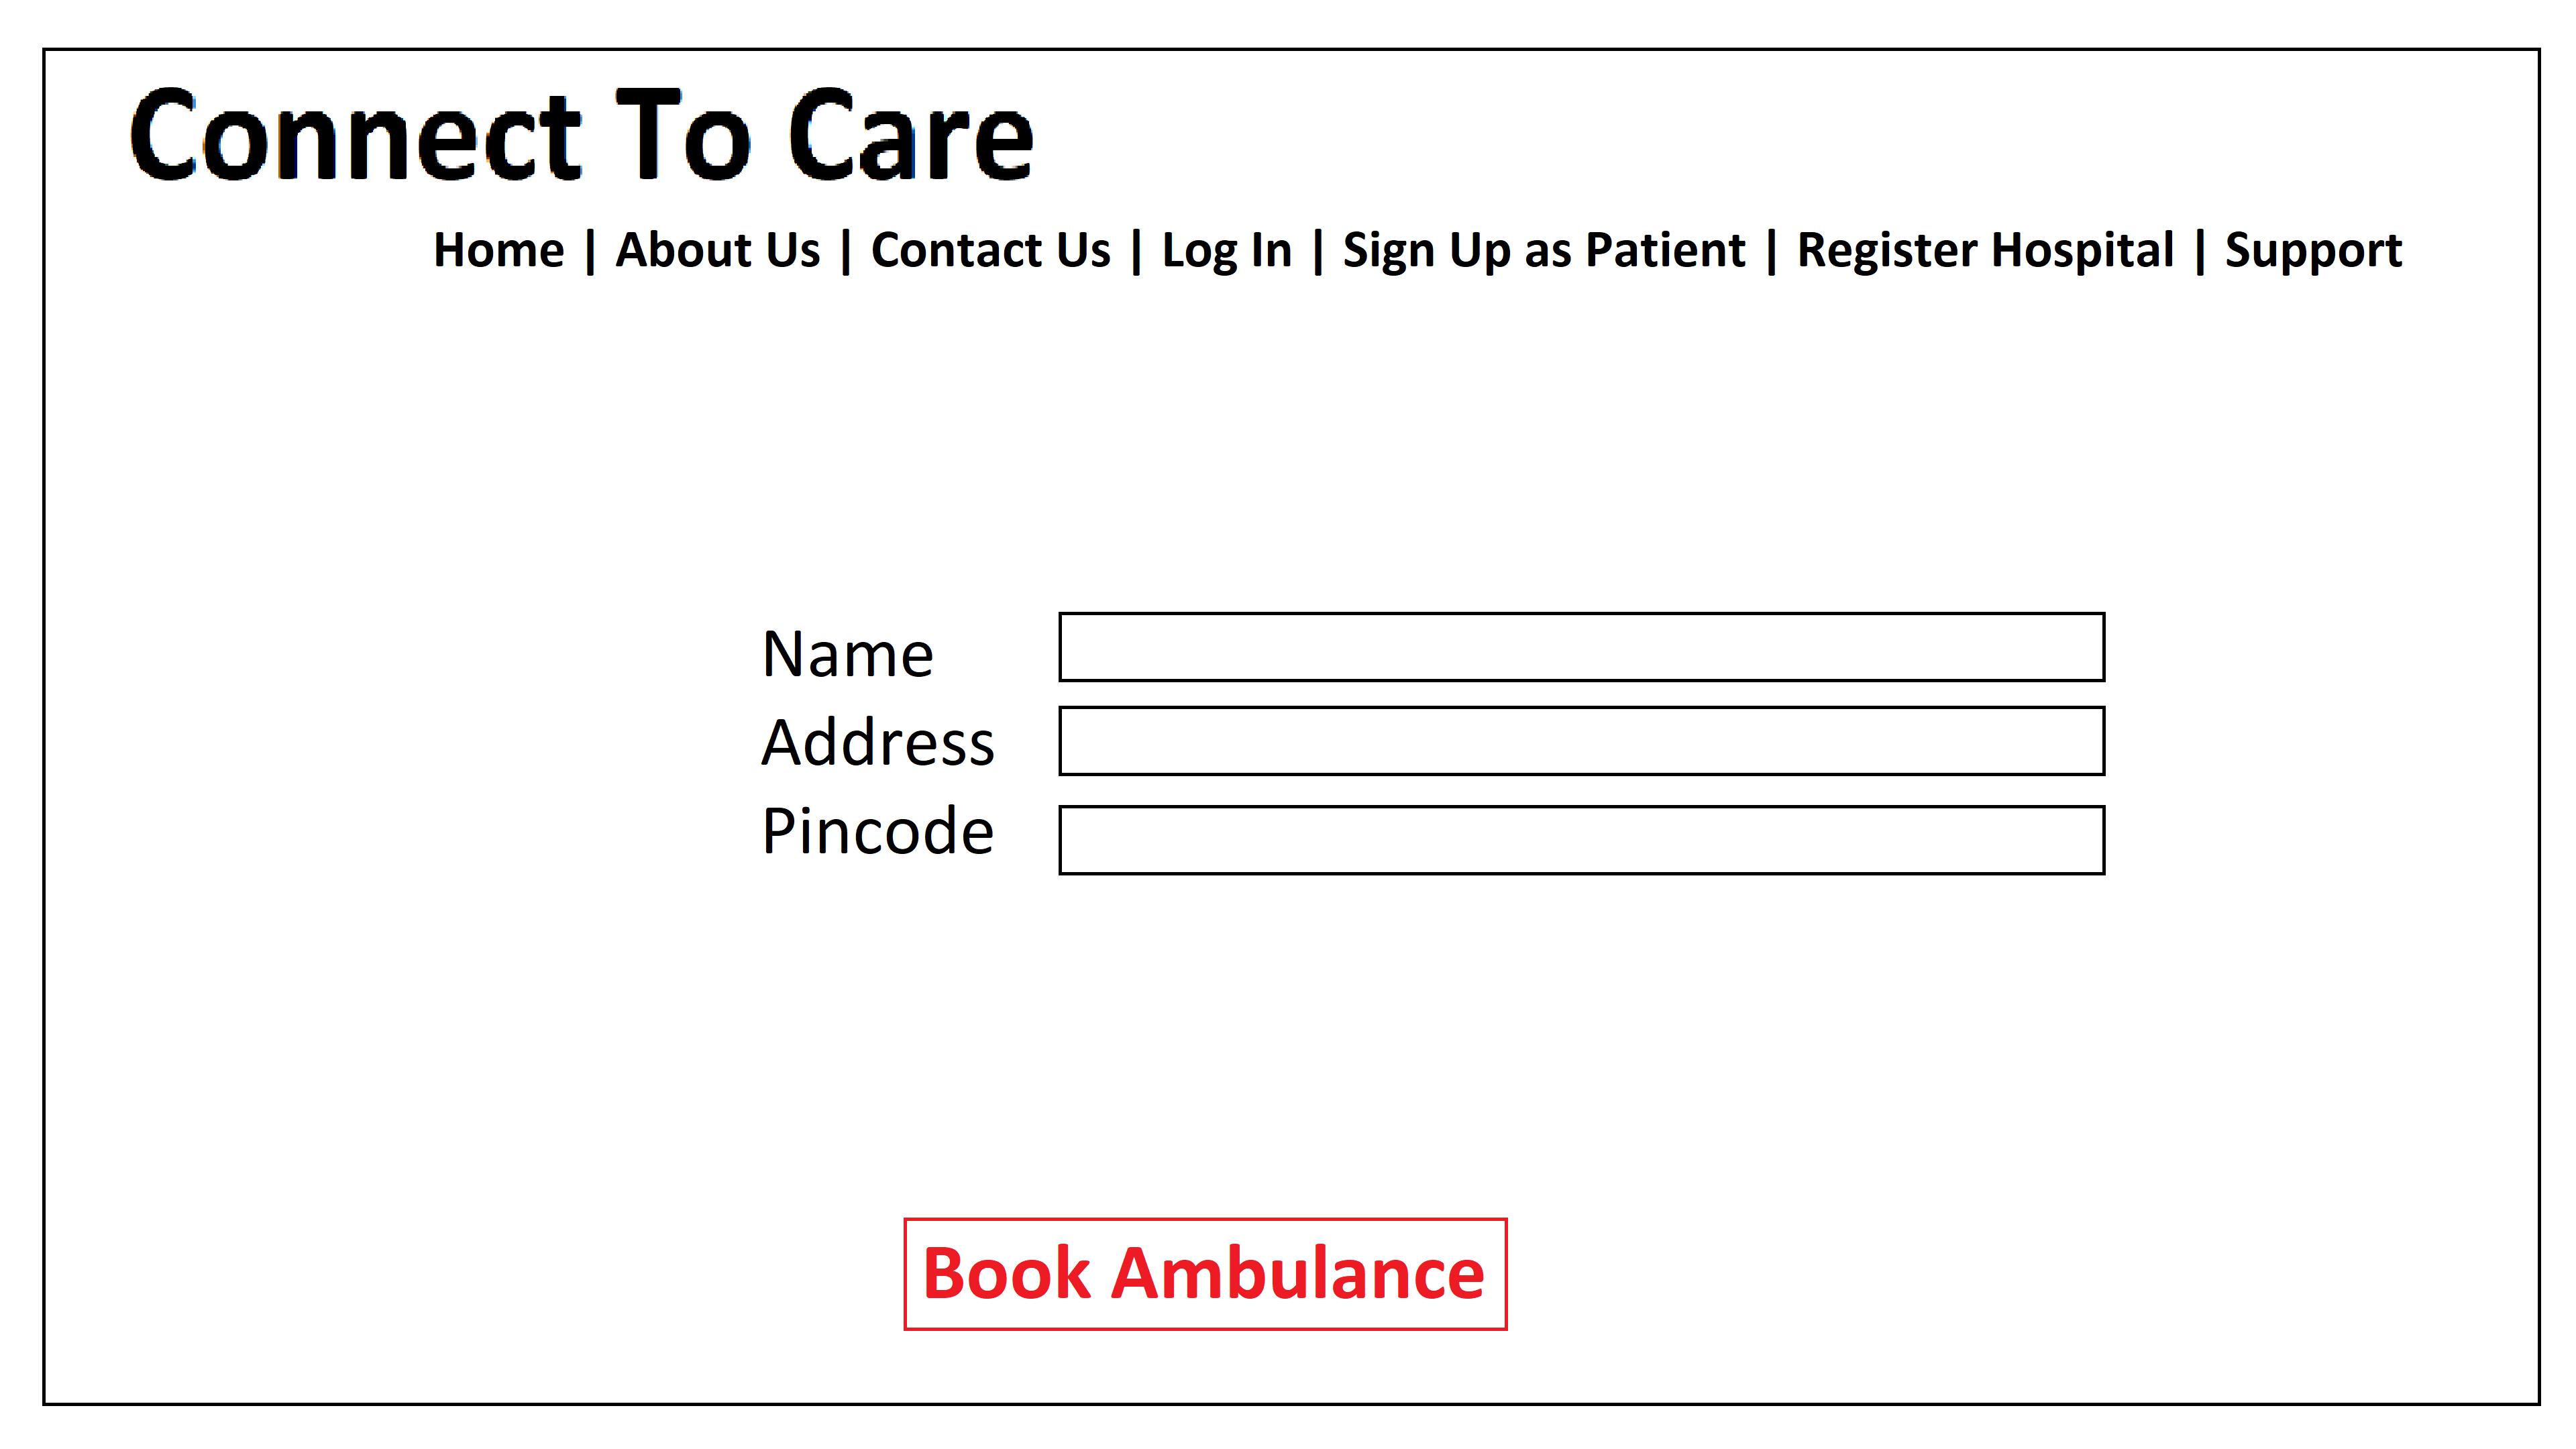 Connect To Care
Home | About Us | Contact Us | Log In | Sign Up as Patient | Register Hospital | Support
Name
Address
Pincode
Book Ambulance